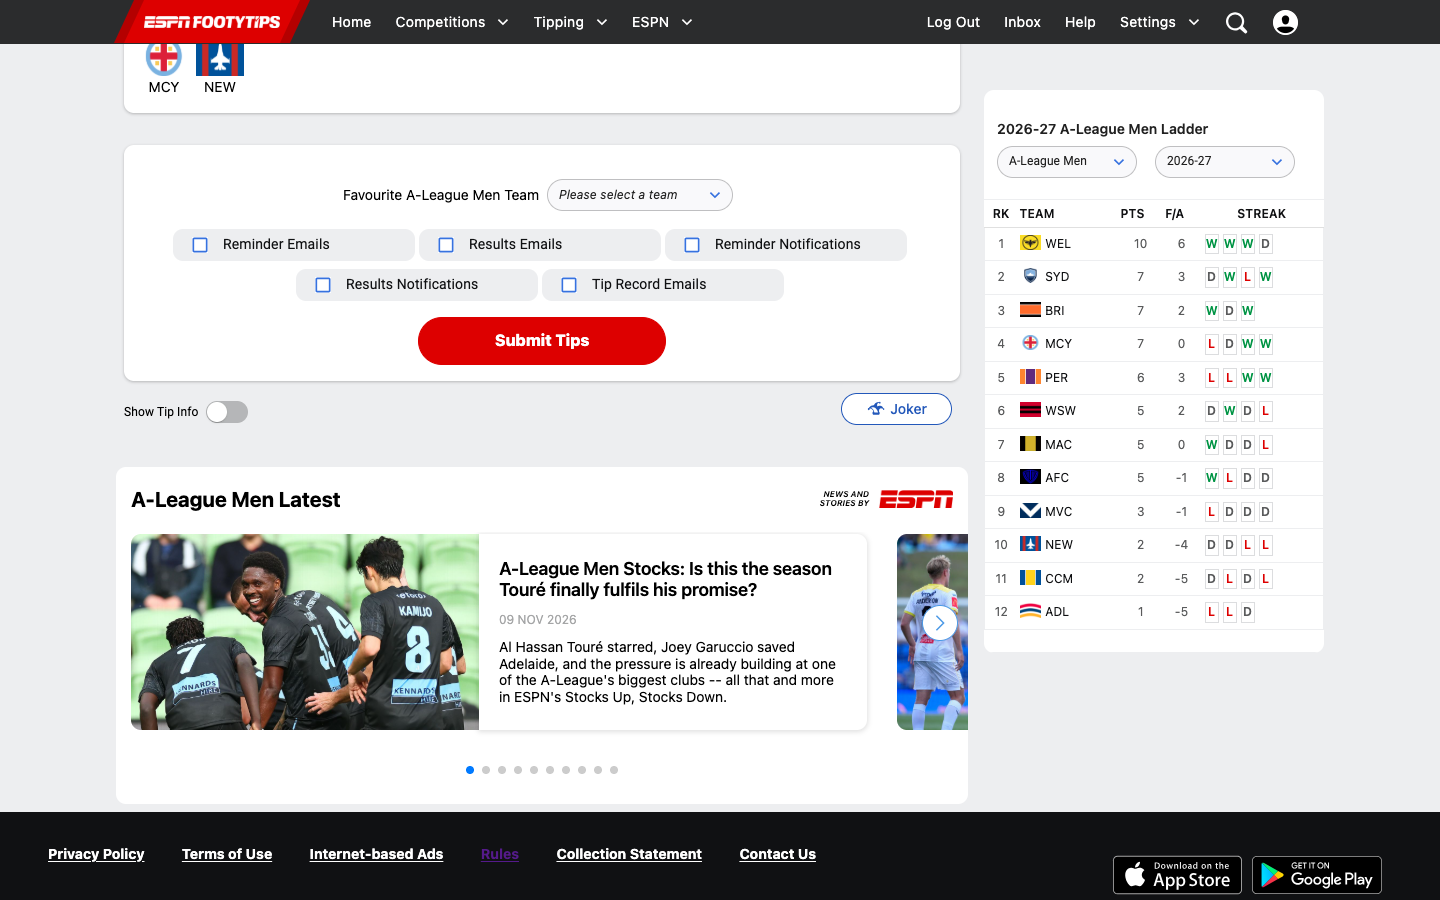 ESPN FOOTYTIPS
Home
Competitions
Tipping
ESPN
Log Out
Inbox
Help
Settings
MCY
NEW
Favourite A-League Men Team
Please select a team
Reminder Emails
Results Emails
Reminder Notifications
Results Notifications
Tip Record Emails
Submit Tips
Show Tip Info
Joker
A-League Men Latest
NEWS AND
STORIES BY
ESPN
7
KENNARDS
HIRE
34
KAMIJO
8
KENNARDS
A-League Men Stocks: Is this the season
Touré finally fulfils his promise?
09 NOV 2026
Al Hassan Touré starred, Joey Garuccio saved
Adelaide, and the pressure is already building at one
of the A-League's biggest clubs -- all that and more
in ESPN's Stocks Up, Stocks Down.
2026-27 A-League Men Ladder
A-League Men
2026-27
RK TEAM PTS F/A STREAK
1 WEL 10 6 W W W D
2 SYD 7 3 D W L W
3 BRI 7 2 W D W
4 MCY 7 0 L D W W
5 PER 6 3 L L W W
6 WSW 5 2 D W D L
7 MAC 5 0 W D D L
8 AFC 5 -1 W L D D
9 MVC 3 -1 L D D D
10 NEW 2 -4 D D L L
11 CCM 2 -5 D L D L
12 ADL 1 -5 L L D
Privacy Policy
Terms of Use
Internet-based Ads
Rules
Collection Statement
Contact Us
Download on the
App Store
GET IT ON
Google Play